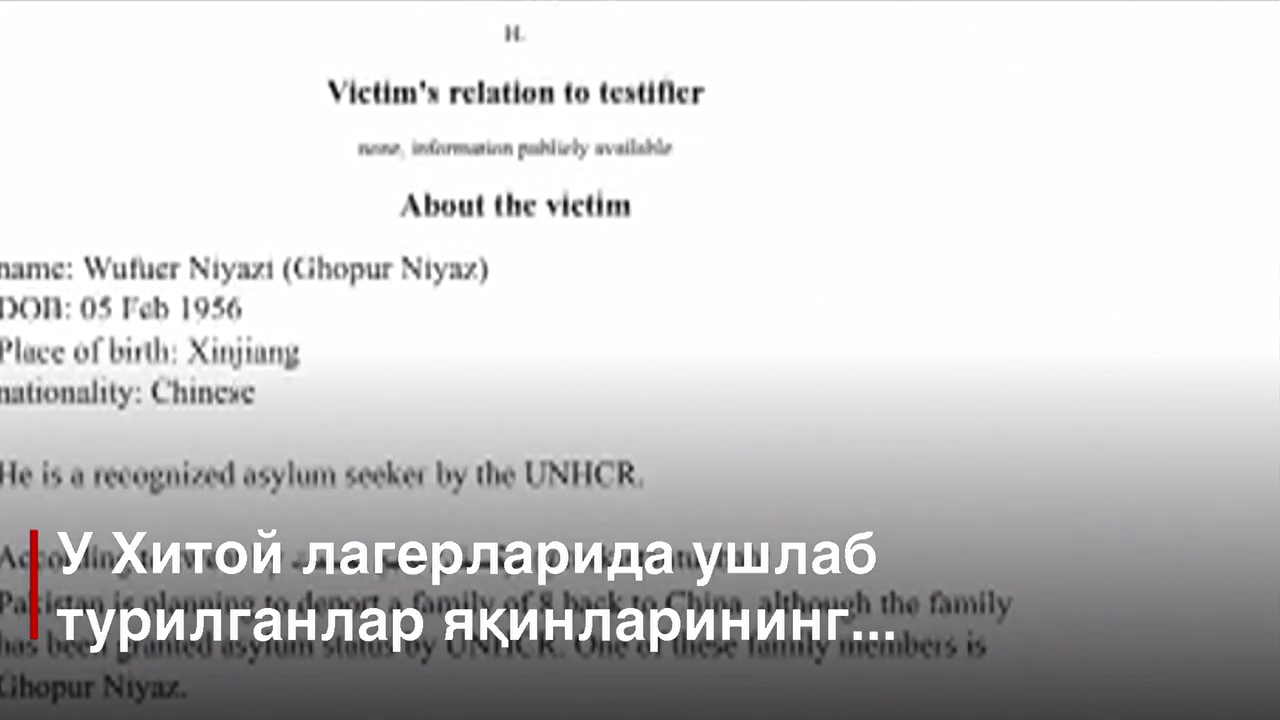 H.
Victim's relation to testifier
none, information publicly available
About the victim
name: Wufuer Niyazi (Ghopur Niyaz)
DOB: 05 Feb 1956
Place of birth: Xinjiang
nationality: Chinese
He is a recognized asylum seeker by the UNHCR.
According
У Хитой лагерларида ушлаб
Pakistan is planning to deport a family of 8 back to China, although the family
турилганлар яқинларининг...
has been granted asylum status by UNHCR. One of these family members is
Ghopur Niyaz.